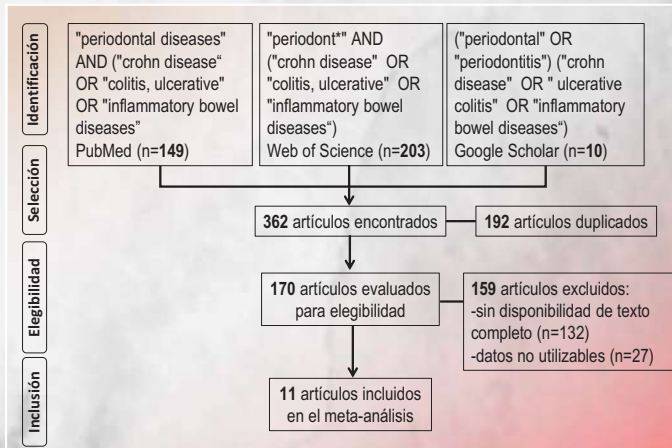 Identificación
"periodontal diseases"
AND ("crohn disease“
OR "colitis, ulcerative"
OR "inflammatory bowel
diseases”
PubMed (n=149)
"periodont*" AND
("crohn disease" OR
"colitis, ulcerative" OR
"inflammatory bowel
diseases“)
Web of Science (n=203)
("periodontal" OR
"periodontitis") ("crohn
disease" OR " ulcerative
colitis" OR "inflammatory
bowel diseases“)
Google Scholar (n=10)
Selección
362 artículos encontrados
192 artículos duplicados
Elegibilidad
170 artículos evaluados
para elegibilidad
159 artículos excluidos:
-sin disponibilidad de texto
completo (n=132)
-datos no utilizables (n=27)
Inclusión
11 artículos incluidos
en el meta-análisis